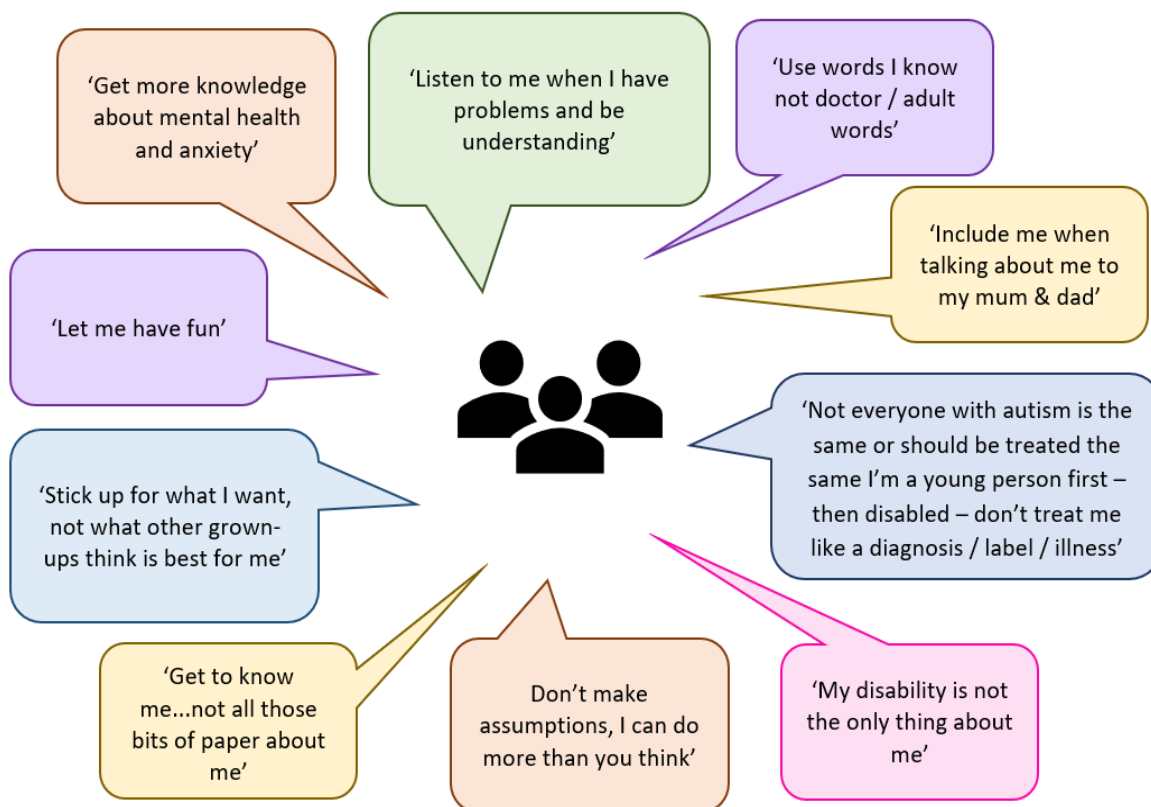 ‘Get more knowledge
about mental health
and anxiety’
‘Listen to me when I have
problems and be
understanding’
‘Use words I know
not doctor / adult
words’
‘Include me when
talking about me to
my mum & dad’
‘Let me have fun’
‘Not everyone with autism is the
same or should be treated the
same I’m a young person first –
then disabled – don’t treat me
like a diagnosis / label / illness’
‘Stick up for what I want,
not what other grown-
ups think is best for me’
‘Get to know
me...not all those
bits of paper about
me’
Don’t make
assumptions, I can do
more than you think’
‘My disability is not
the only thing about
me’